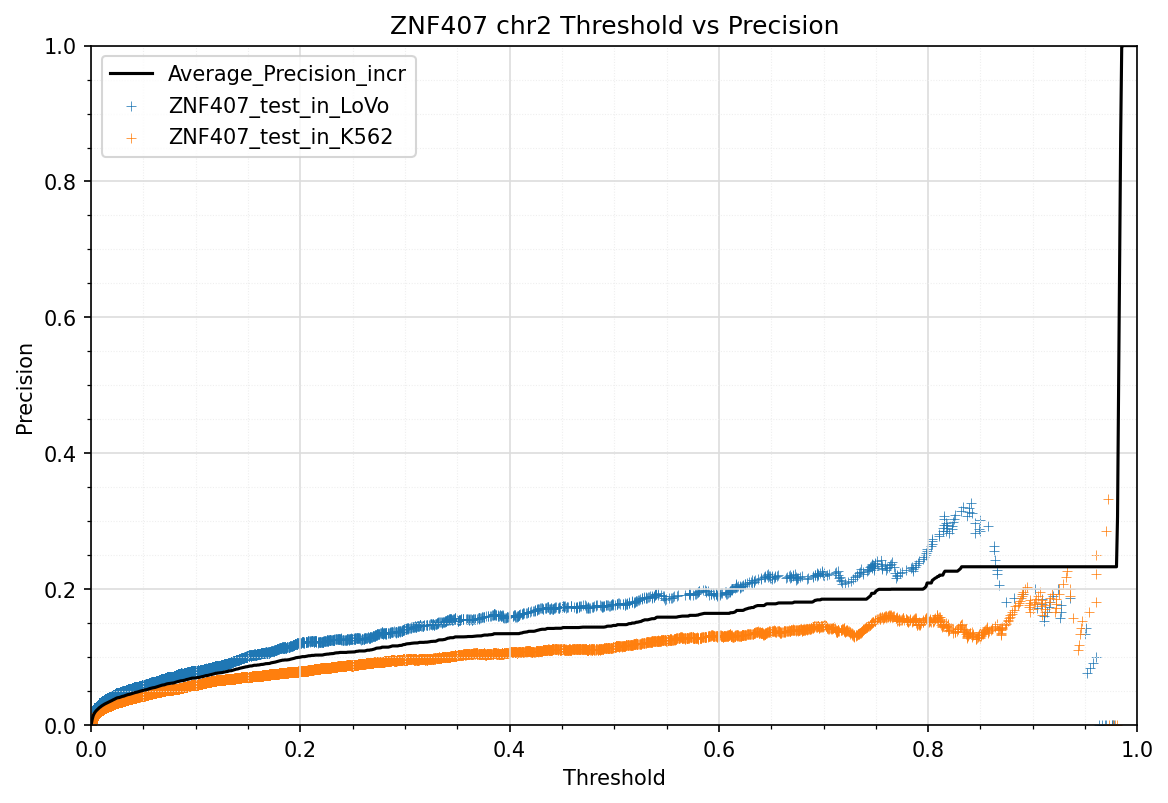 ZNF407 chr2 Threshold vs Precision
Average_Precision_incr
ZNF407_test_in_LoVo
ZNF407_test_in_K562
Precision
1.0
0.8
0.6
0.4
0.2
0.0
0.0 0.2 0.4 0.6 0.8 1.0
Threshold